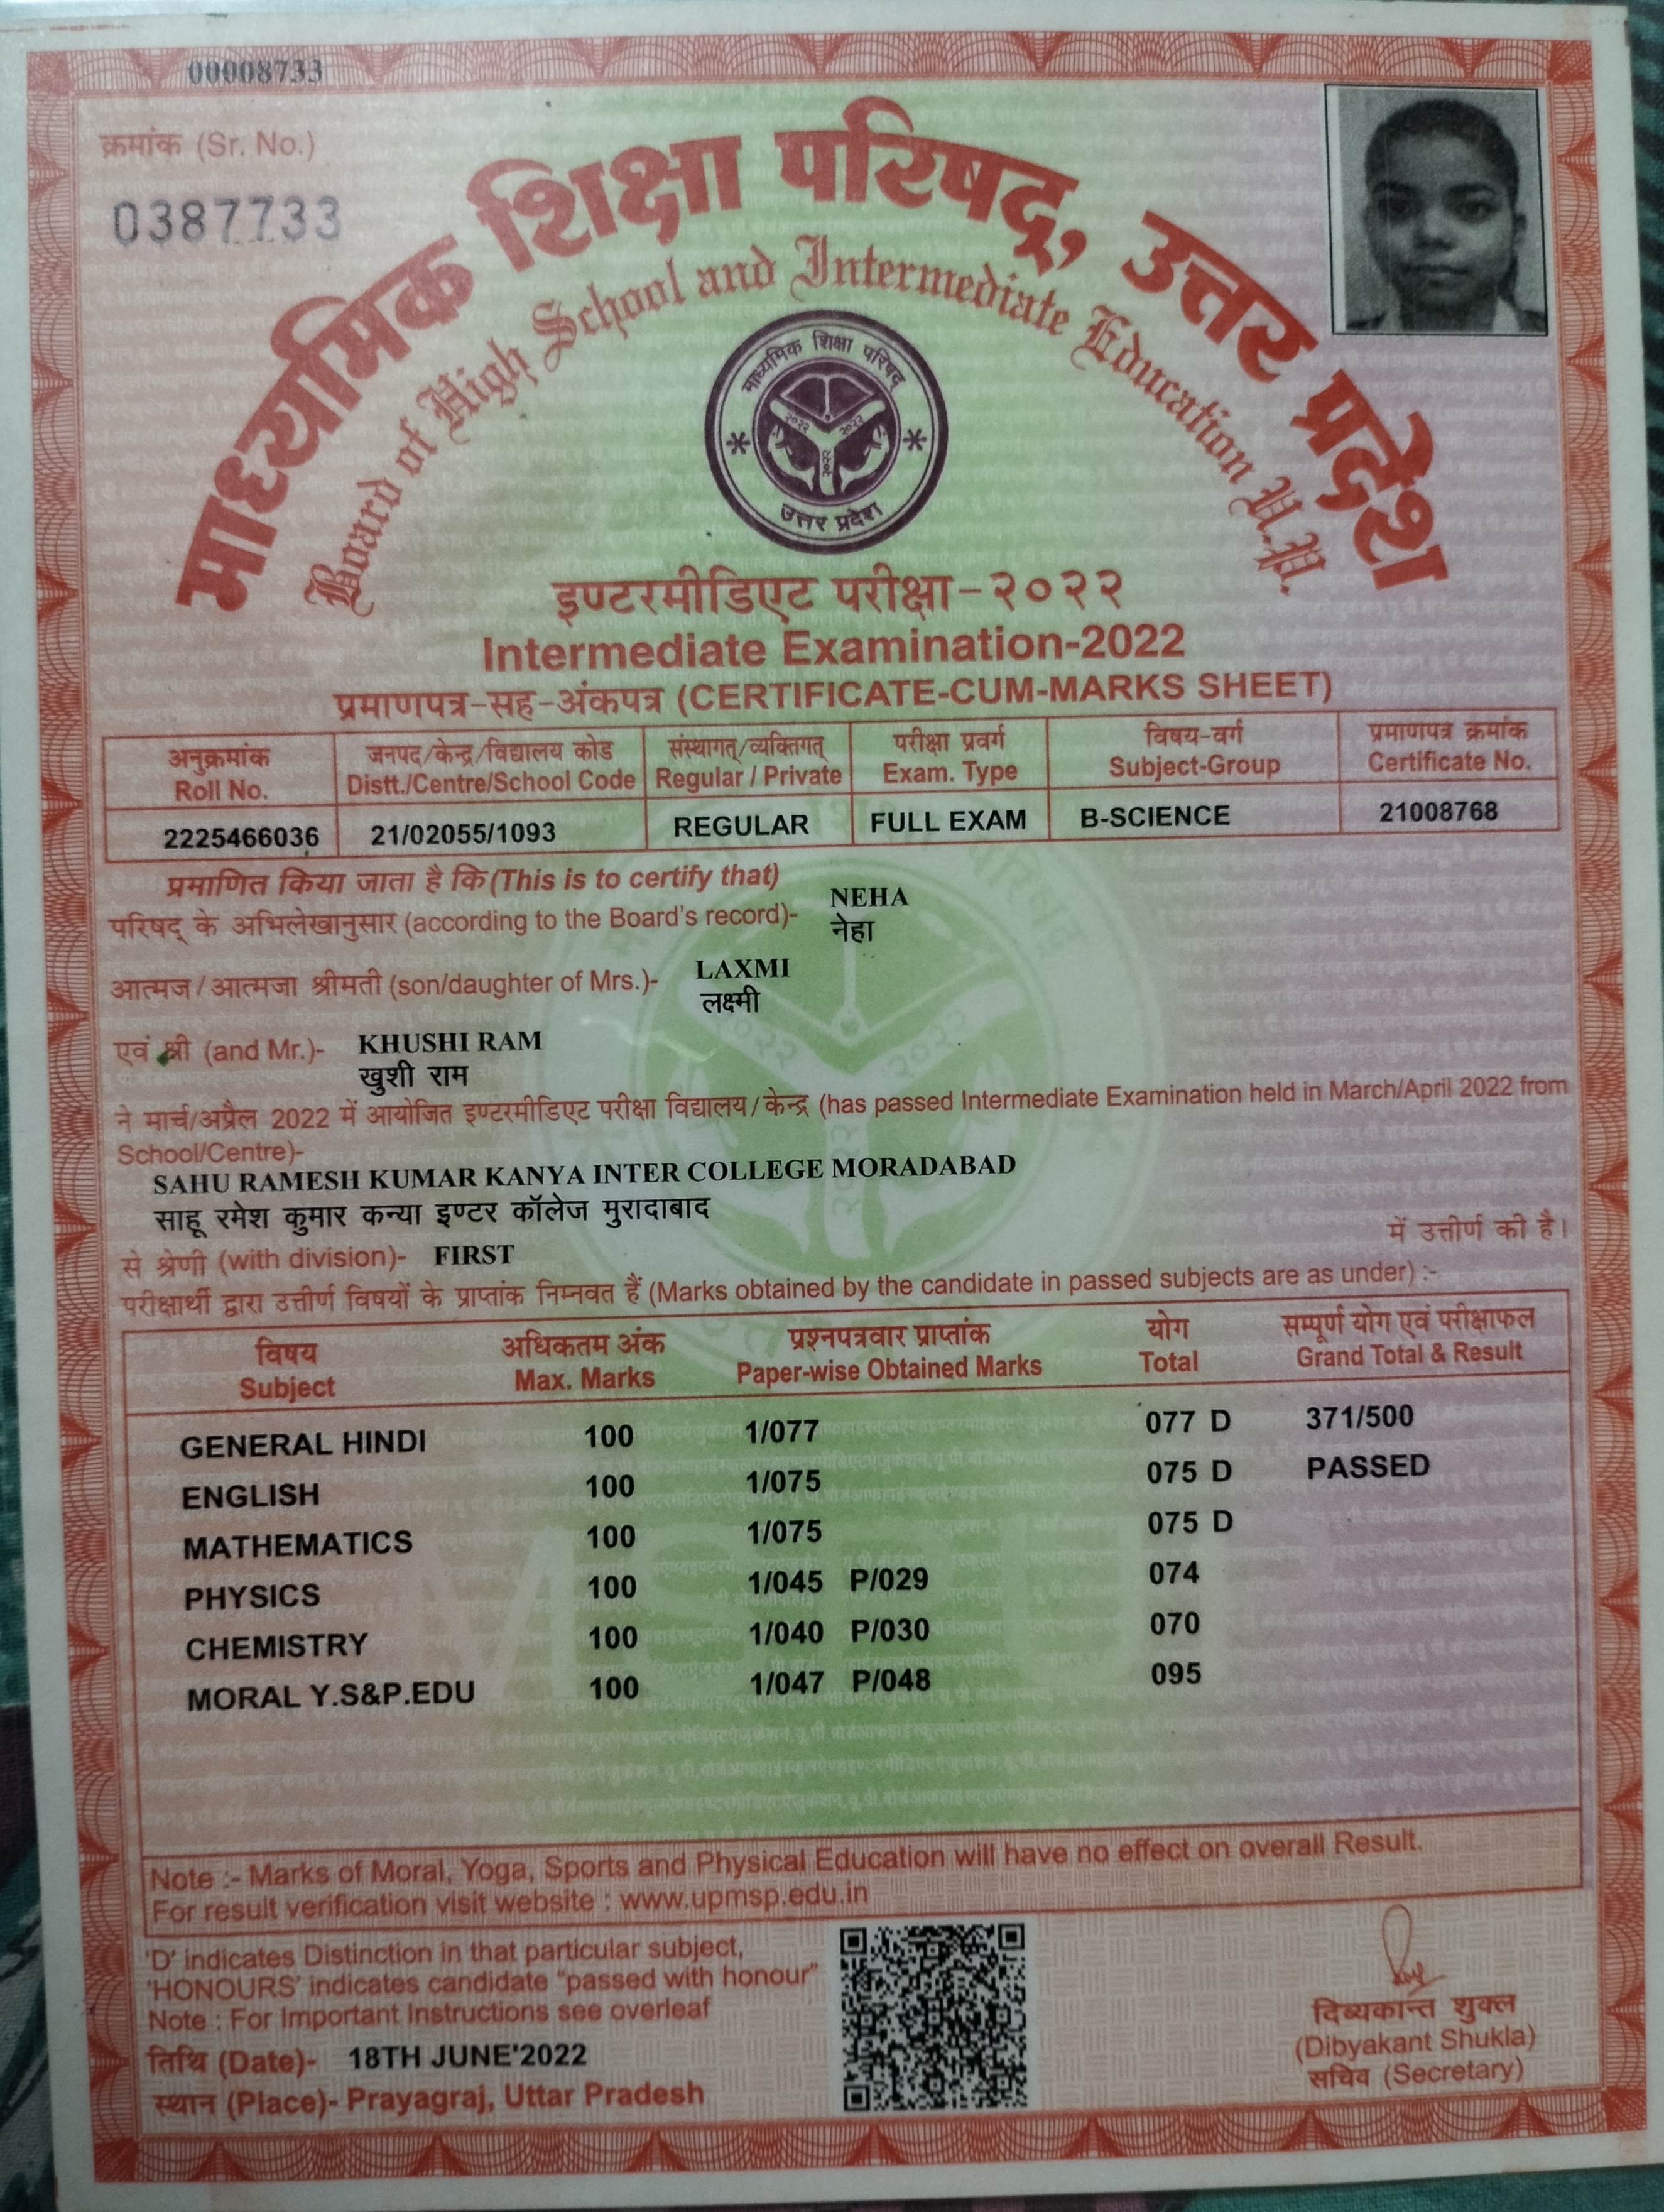 00008733
क्रमांक (Sr. No.)
0387733
माध्यमिक शिक्षा परिषद्, उत्तर प्रदेश
Board of High School and Intermediate Education U.P.
माध्यमिक शिक्षा परिषद्
२०२२ २०२२
२०२२
उत्तर प्रदेश
इण्टरमीडिएट परीक्षा-२०२२
Intermediate Examination-2022
प्रमाणपत्र-सह-अंकपत्र (CERTIFICATE-CUM-MARKS SHEET)
अनुक्रमांक जनपद/केन्द्र/विद्यालय कोड संस्थागत्/व्यक्तिगत् परीक्षा प्रवर्ग विषय-वर्ग प्रमाणपत्र क्रमांक
Roll No. Distt./Centre/School Code Regular / Private Exam. Type Subject-Group Certificate No.
2225466036 21/02055/1093 REGULAR FULL EXAM B-SCIENCE 21008768
प्रमाणित किया जाता है कि (This is to certify that)
परिषद् के अभिलेखानुसार (according to the Board's record)- NEHA
नेहा
आत्मज/आत्मजा श्रीमती (son/daughter of Mrs.)- LAXMI
लक्ष्मी
एवं श्री (and Mr.)- KHUSHI RAM
खुशी राम
ने मार्च/अप्रैल 2022 में आयोजित इण्टरमीडिएट परीक्षा विद्यालय/केन्द्र (has passed Intermediate Examination held in March/April 2022 from
School/Centre)-
SAHU RAMESH KUMAR KANYA INTER COLLEGE MORADABAD
साहू रमेश कुमार कन्या इण्टर कॉलेज मुरादाबाद
में उत्तीर्ण की है।
से श्रेणी (with division)- FIRST
परीक्षार्थी द्वारा उत्तीर्ण विषयों के प्राप्तांक निम्नवत हैं (Marks obtained by the candidate in passed subjects are as under) :-
विषय अधिकतम अंक प्रश्नपत्रवार प्राप्तांक योग सम्पूर्ण योग एवं परीक्षाफल
Subject Max. Marks Paper-wise Obtained Marks Total Grand Total & Result
GENERAL HINDI 100 1/077 077 D 371/500
ENGLISH 100 1/075 075 D PASSED
MATHEMATICS 100 1/075 075 D
PHYSICS 100 1/045 P/029 074
CHEMISTRY 100 1/040 P/030 070
MORAL Y.S&P.EDU 100 1/047 P/048 095
Note :- Marks of Moral, Yoga, Sports and Physical Education will have no effect on overall Result.
For result verification visit website : www.upmsp.edu.in
'D' indicates Distinction in that particular subject,
'HONOURS' indicates candidate "passed with honour"
Note : For Important Instructions see overleaf
तिथि (Date)- 18TH JUNE'2022
स्थान (Place)- Prayagraj, Uttar Pradesh
दिब्यकान्त शुक्ल
(Dibyakant Shukla)
सचिव (Secretary)